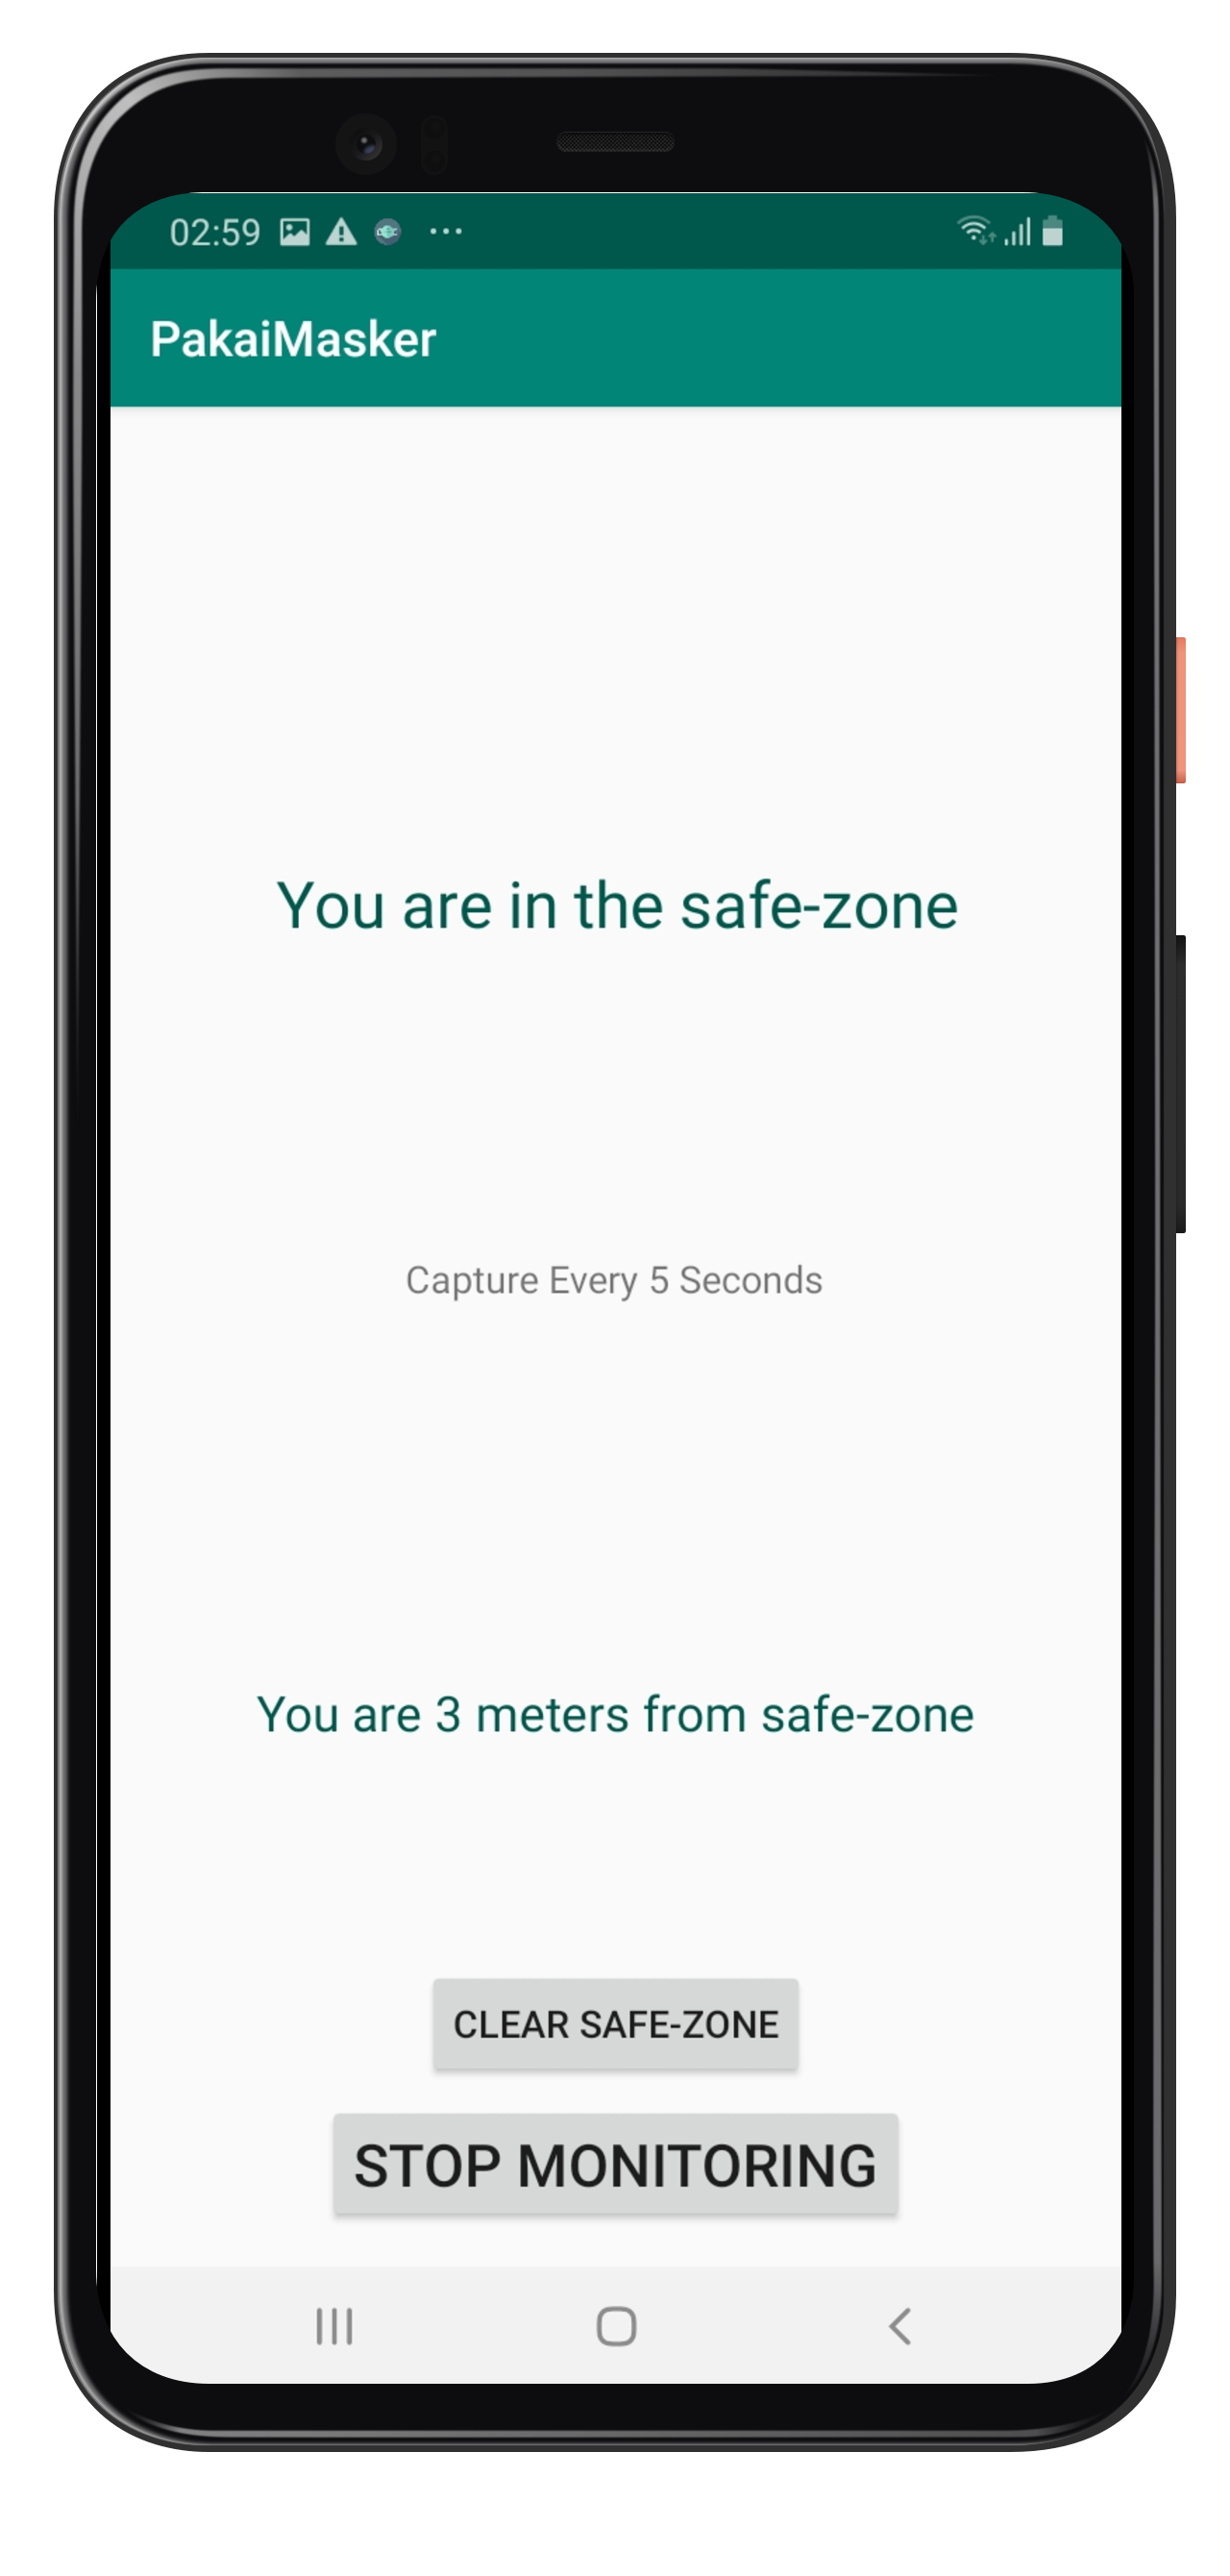 02:59
PakaiMasker
You are in the safe-zone
Capture Every 5 Seconds
You are 3 meters from safe-zone
CLEAR SAFE-ZONE
STOP MONITORING